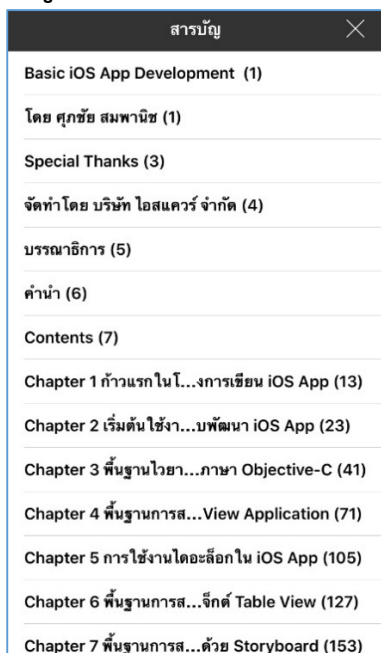 สารบัญ
Basic iOS App Development (1)
โดย ศุภชัย สมพานิช (1)
Special Thanks (3)
จัดทำโดย บริษัท ไอสแควร์ จำกัด (4)
บรรณาธิการ (5)
คำนำ (6)
Contents (7)
Chapter 1 ก้าวแรกในโ...งการเขียน iOS App (13)
Chapter 2 เริ่มต้นใช้งา...บพัฒนา iOS App (23)
Chapter 3 พื้นฐานไวยา...ภาษา Objective-C (41)
Chapter 4 พื้นฐานการส...View Application (71)
Chapter 5 การใช้งานไดอะล็อกใน iOS App (105)
Chapter 6 พื้นฐานการส...จ็กต์ Table View (127)
Chapter 7 พื้นฐานการส...ด้วย Storyboard (153)